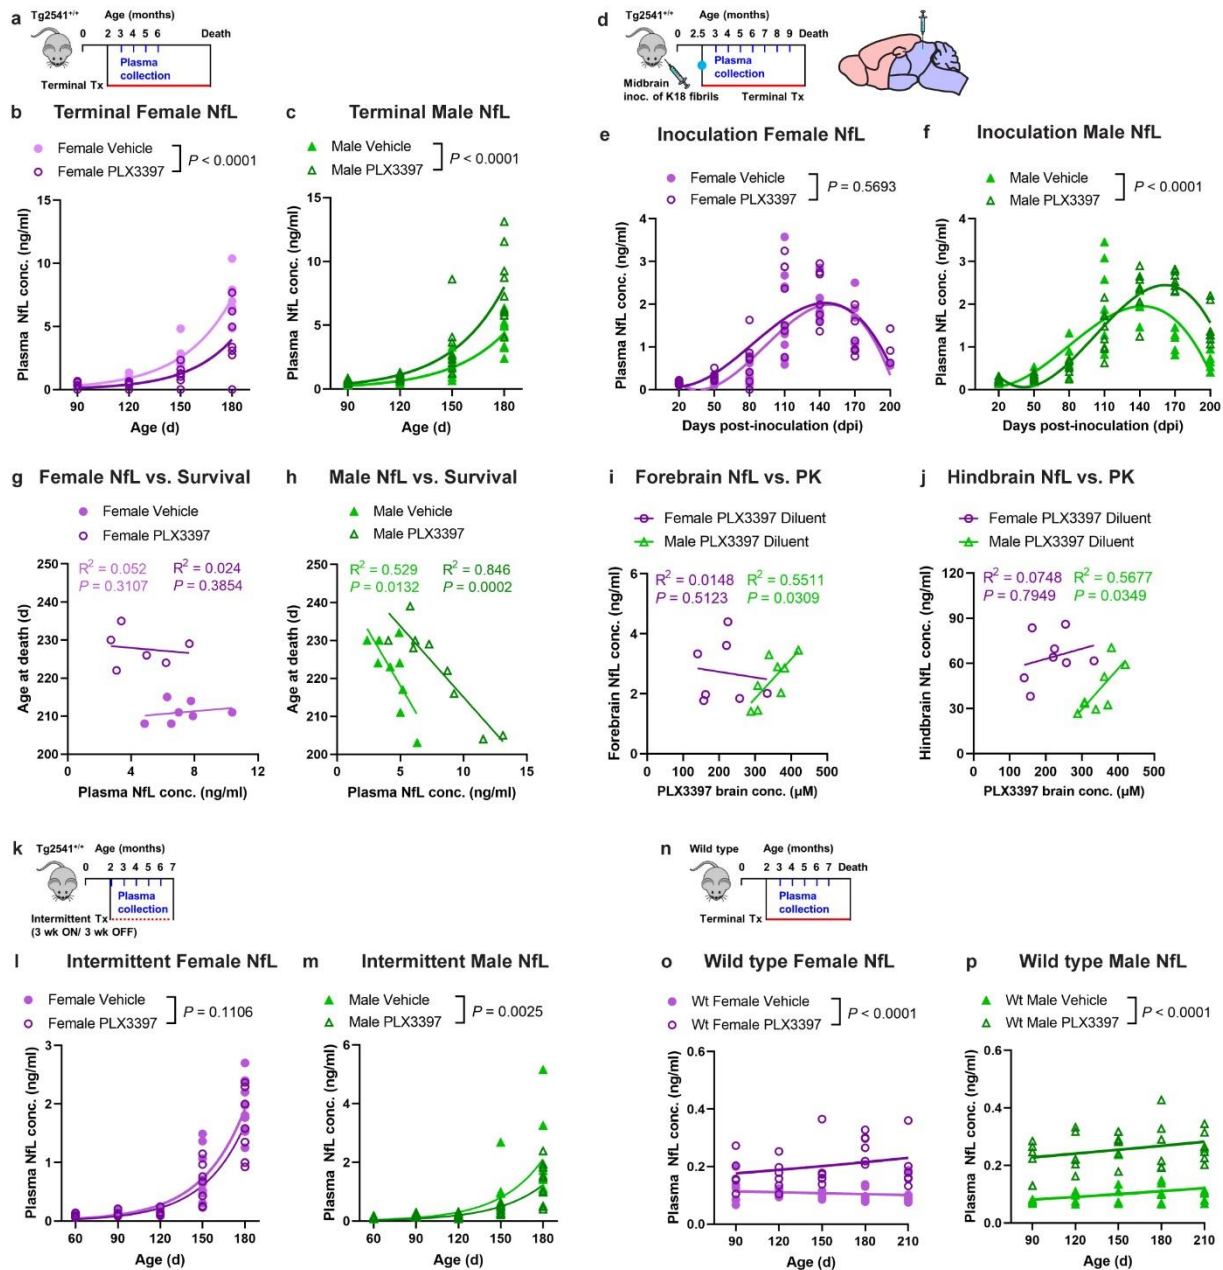 a
Tg2541+/+
Age (months)
0 2 3 4 5 6 Death
Plasma
collection
Terminal Tx
d
Tg2541+/+
Age (months)
0 2.5 3 4 5 6 7 8 9 Death
Plasma
collection
Midbrain
inoc. of K18 fibrils
Terminal Tx
b Terminal Female NfL
Female Vehicle
Female PLX3397
P < 0.0001
Plasma NfL conc. (ng/ml)
15
10
5
0
90 120 150 180
Age (d)
c Terminal Male NfL
Male Vehicle
Male PLX3397
P < 0.0001
Plasma NfL conc. (ng/ml)
15
10
5
0
90 120 150 180
Age (d)
e Inoculation Female NfL
Female Vehicle
Female PLX3397
P = 0.5693
Plasma NfL conc. (ng/ml)
4
3
2
1
0
20 50 80 110 140 170 200
Days post-inoculation (dpi)
f Inoculation Male NfL
Male Vehicle
Male PLX3397
P < 0.0001
Plasma NfL conc. (ng/ml)
4
3
2
1
0
20 50 80 110 140 170 200
Days post-inoculation (dpi)
g Female NfL vs. Survival
Female Vehicle
Female PLX3397
R2 = 0.052 R2 = 0.024
P = 0.3107 P = 0.3854
Age at death (d)
250
240
230
220
210
200
0 4 8 12
Plasma NfL conc. (ng/ml)
h Male NfL vs. Survival
Male Vehicle
Male PLX3397
R2 = 0.529 R2 = 0.846
P = 0.0132 P = 0.0002
Age at death (d)
250
240
230
220
210
200
0 5 10 15
Plasma NfL conc. (ng/ml)
i Forebrain NfL vs. PK
Female PLX3397 Diluent
Male PLX3397 Diluent
R2 = 0.0148 R2 = 0.5511
P = 0.5123 P = 0.0309
Forebrain NfL conc. (ng/ml)
6
4
2
0
0 100 200 300 400 500
PLX3397 brain conc. (µM)
j Hindbrain NfL vs. PK
Female PLX3397 Diluent
Male PLX3397 Diluent
R2 = 0.0748 R2 = 0.5677
P = 0.7949 P = 0.0349
Hindbrain NfL conc. (ng/ml)
120
90
60
30
0
0 100 200 300 400 500
PLX3397 brain conc. (µM)
k
Tg2541+/+
Age (months)
0 2 3 4 5 6 7
Plasma
collection
Intermittent Tx
(3 wk ON/ 3 wk OFF)
n
Wild type
Age (months)
0 2 3 4 5 6 7 Death
Plasma
collection
Terminal Tx
l Intermittent Female NfL
Female Vehicle
Female PLX3397
P = 0.1106
Plasma NfL conc. (ng/ml)
3
2
1
0
60 90 120 150 180
Age (d)
m Intermittent Male NfL
Male Vehicle
Male PLX3397
P = 0.0025
Plasma NfL conc. (ng/ml)
6
4
2
0
60 90 120 150 180
Age (d)
o Wild type Female NfL
Wt Female Vehicle
Wt Female PLX3397
P < 0.0001
Plasma NfL conc. (ng/ml)
0.6
0.4
0.2
0.0
90 120 150 180 210
Age (d)
p Wild type Male NfL
Wt Male Vehicle
Wt Male PLX3397
P < 0.0001
Plasma NfL conc. (ng/ml)
0.6
0.4
0.2
0.0
90 120 150 180 210
Age (d)